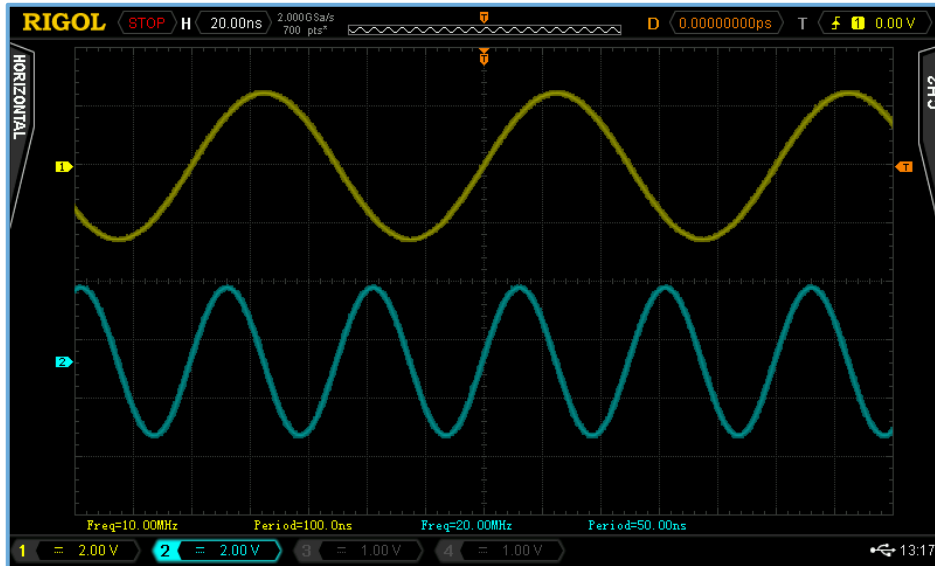 RIGOL STOP H 20.00ns 2.000GSa/s 700 pts* D 0.00000000ps T 1 0.00 V
T
HORIZONTAL
CH2
1
T
2
Freq=10.00MHz Period=100.0ns Freq=20.00MHz Period=50.00ns
1 = 2.00 V 2 = 2.00 V 3 = 1.00 V 4 = 1.00 V 13:17